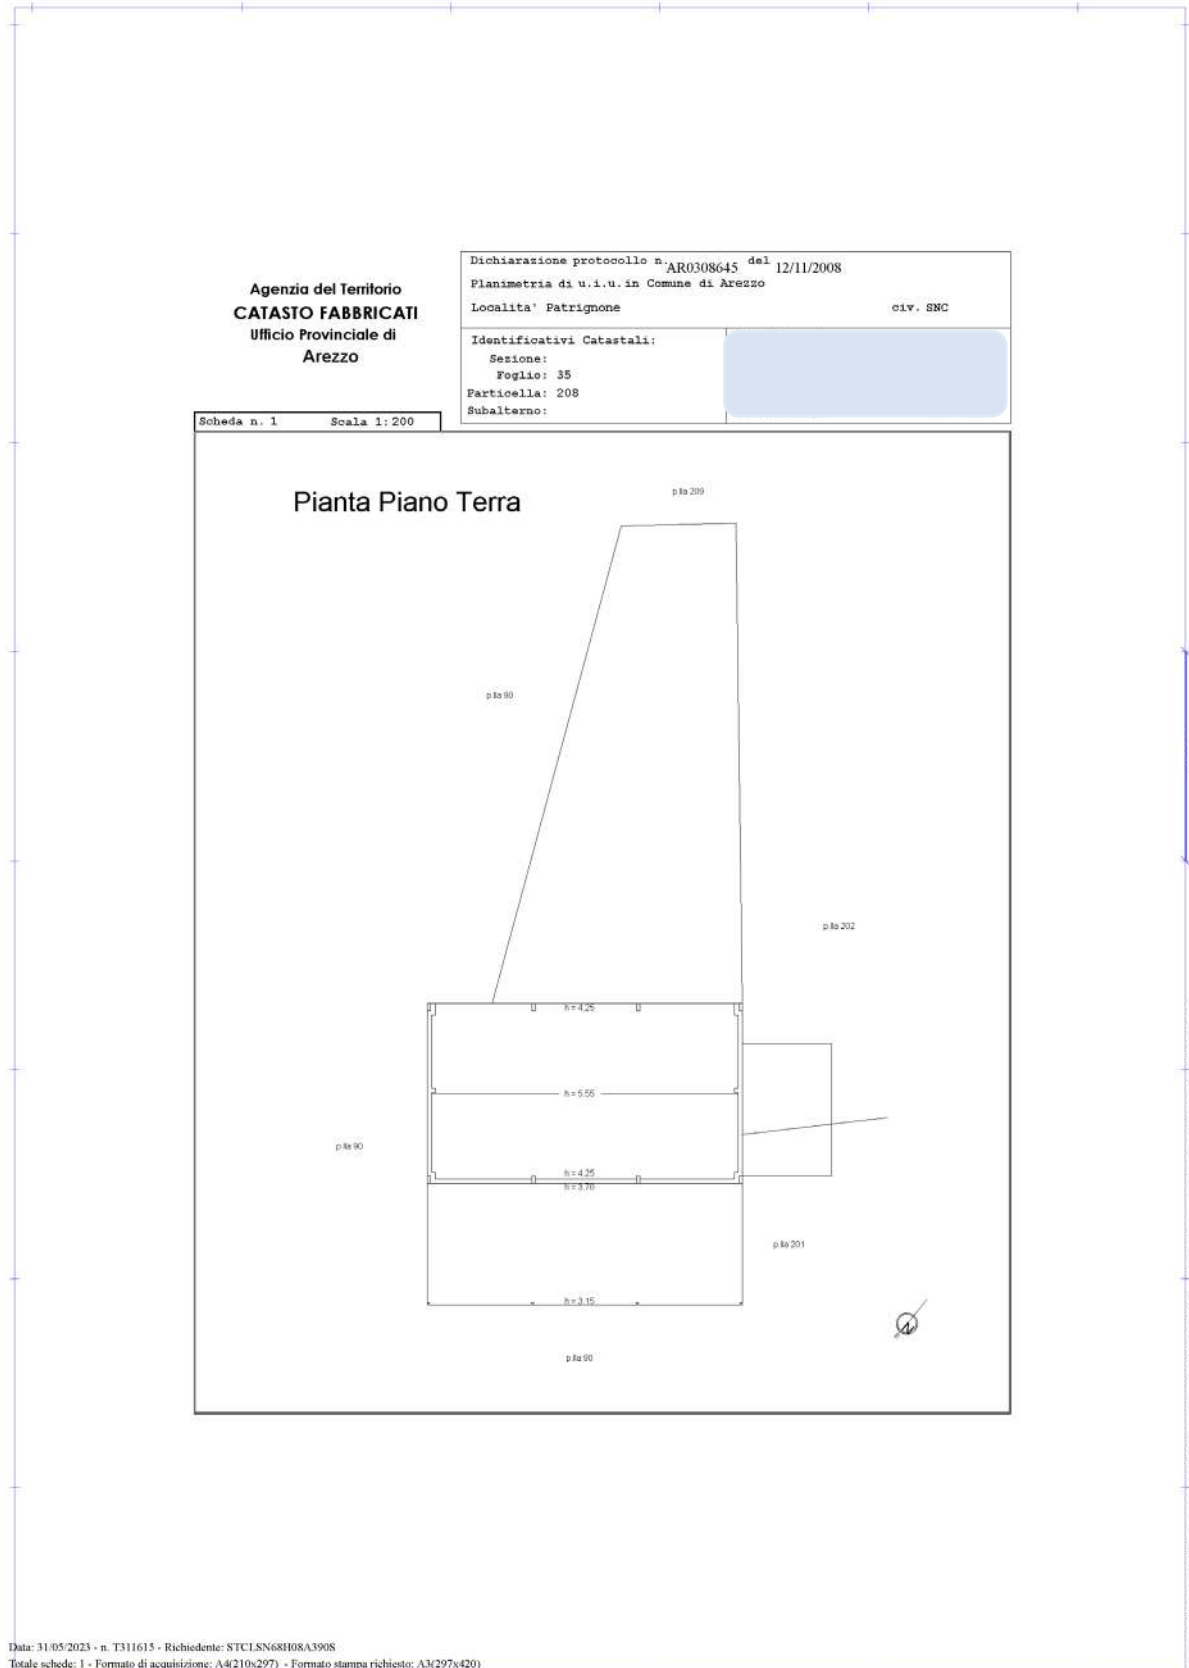 Agenzia del Territorio
CATASTO FABBRICATI
Ufficio Provinciale di
Arezzo
Dichiarazione protocollo n. AR0308645 del 12/11/2008
Planimetria di u.i.u. in Comune di Arezzo
Localita' Patrignone civ. SNC
Identificativi Catastali:
Sezione:
Foglio: 35
Particella: 208
Subalterno:
Scheda n. 1 Scala 1:200
Pianta Piano Terra
p.lla 209
p.lla 90
p.lla 202
h = 4.25
h = 5.55
p.lla 90
h = 4.25
h = 3.70
p.lla 201
h = 3.15
p.lla 90
Data: 31/05/2023 - n. T311615 - Richiedente: STCLSN68H08A390S
Totale schede: 1 - Formato di acquisizione: A4(210x297) - Formato stampa richiesto: A3(297x420)